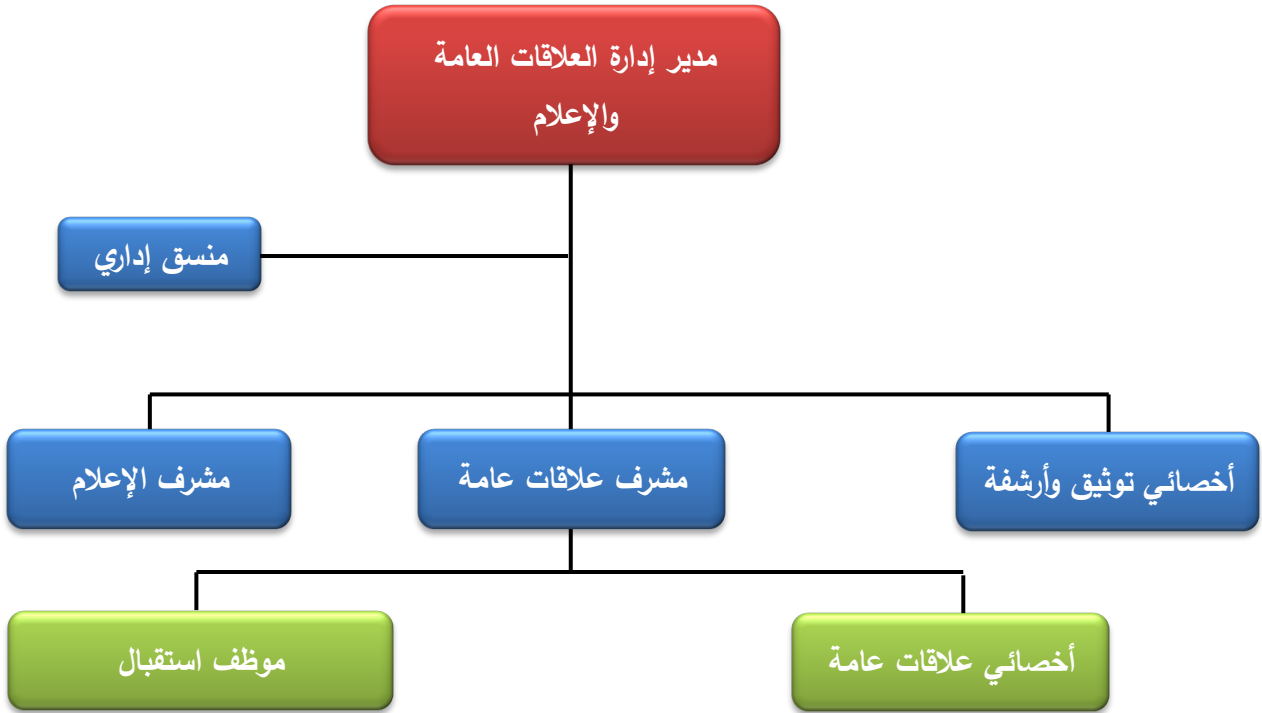 مدير إدارة العلاقات العامة
والإعلام
منسق إداري
أخصائي توثيق وأرشفة
مشرف علاقات عامة
مشرف الإعلام
أخصائي علاقات عامة
موظف استقبال